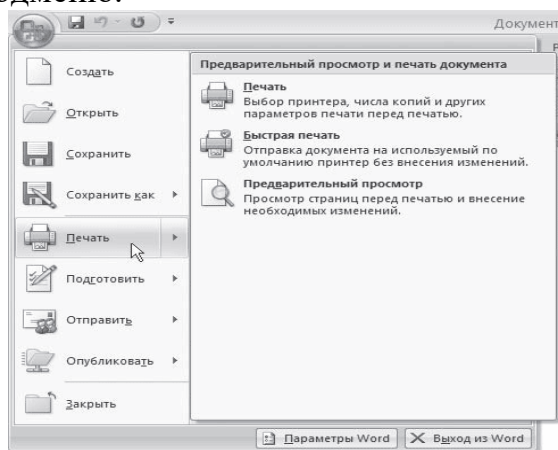 одменю.
Документ
Создать
Открыть
Сохранить
Сохранить как
Печать
Подготовить
Отправить
Опубликовать
Закрыть
Предварительный просмотр и печать документа
Печать
Выбор принтера, числа копий и других
параметров печати перед печатью.
Быстрая печать
Отправка документа на используемый по
умолчанию принтер без внесения изменений.
Предварительный просмотр
Просмотр страниц перед печатью и внесение
необходимых изменений.
Параметры Word
Выход из Word